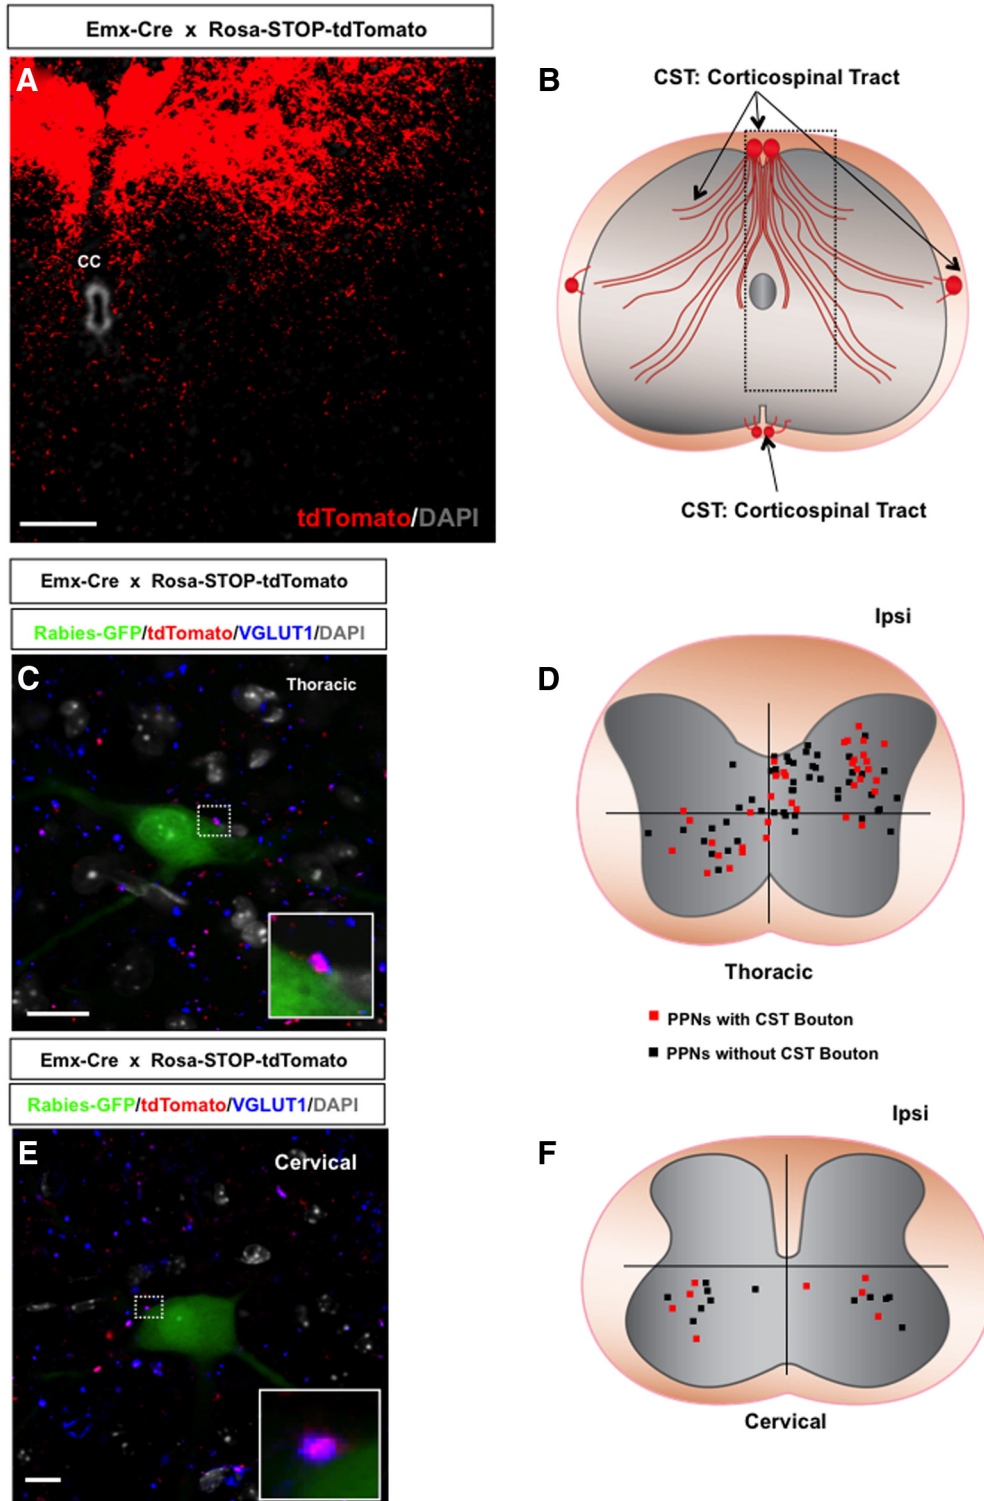 Emx-Cre x Rosa-STOP-tdTomato
A
CC
tdTomato/DAPI
B
CST: Corticospinal Tract
CST: Corticospinal Tract
Emx-Cre x Rosa-STOP-tdTomato
Rabies-GFP/tdTomato/VGLUT1/DAPI
C
Thoracic
D
Ipsi
Thoracic
PPNs with CST Bouton
PPNs without CST Bouton
Emx-Cre x Rosa-STOP-tdTomato
Rabies-GFP/tdTomato/VGLUT1/DAPI
E
Cervical
F
Ipsi
Cervical